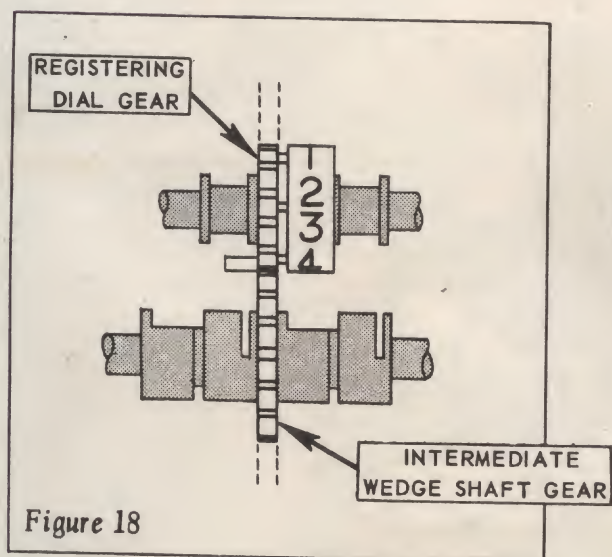 REGISTERING
DIAL GEAR
1
2
3
4
INTERMEDIATE
WEDGE SHAFT GEAR
Figure 18